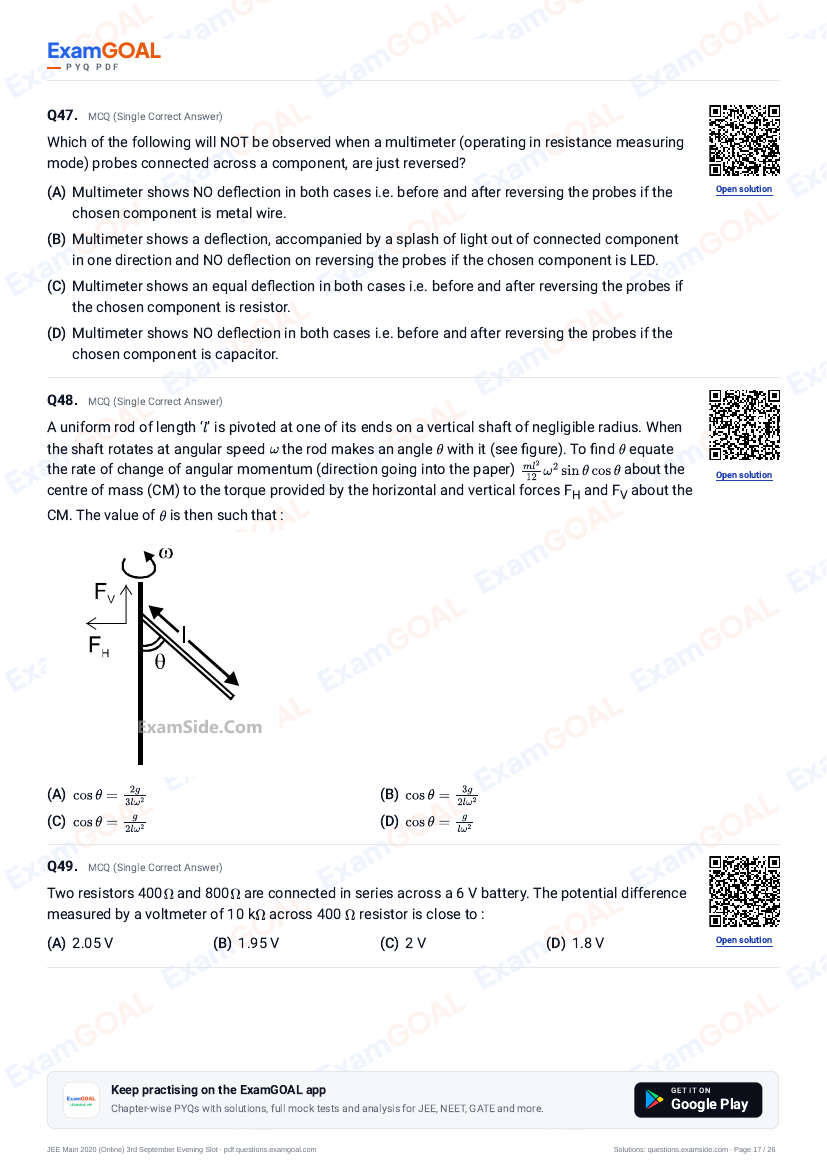 ExamGOAL
PYQ PDF
Q47. MCQ (Single Correct Answer)
Which of the following will NOT be observed when a multimeter (operating in resistance measuring
mode) probes connected across a component, are just reversed?
Open solution
(A) Multimeter shows NO deflection in both cases i.e. before and after reversing the probes if the
chosen component is metal wire.
(B) Multimeter shows a deflection, accompanied by a splash of light out of connected component
in one direction and NO deflection on reversing the probes if the chosen component is LED.
(C) Multimeter shows an equal deflection in both cases i.e. before and after reversing the probes if
the chosen component is resistor.
(D) Multimeter shows NO deflection in both cases i.e. before and after reversing the probes if the
chosen component is capacitor.
Q48. MCQ (Single Correct Answer)
A uniform rod of length ‘l’ is pivoted at one of its ends on a vertical shaft of negligible radius. When
the shaft rotates at angular speed ω the rod makes an angle θ with it (see figure). To find θ equate
the rate of change of angular momentum (direction going into the paper) ml²/12 ω² sin θ cos θ about the
centre of mass (CM) to the torque provided by the horizontal and vertical forces F_H and F_V about the
CM. The value of θ is then such that :
Open solution
ω
F_V
F_H
l
θ
ExamSide.Com
(A) cos θ = 2g/3lω² (B) cos θ = 3g/2lω²
(C) cos θ = g/2lω² (D) cos θ = g/lω²
Q49. MCQ (Single Correct Answer)
Two resistors 400Ω and 800Ω are connected in series across a 6 V battery. The potential difference
measured by a voltmeter of 10 kΩ across 400 Ω resistor is close to :
Open solution
(A) 2.05 V (B) 1.95 V (C) 2 V (D) 1.8 V
Keep practising on the ExamGOAL app
Chapter-wise PYQs with solutions, full mock tests and analysis for JEE, NEET, GATE and more.
GET IT ON
Google Play
JEE Main 2020 (Online) 3rd September Evening Slot · pdf.questions.examgoal.com Solutions: questions.examside.com · Page 17 / 26